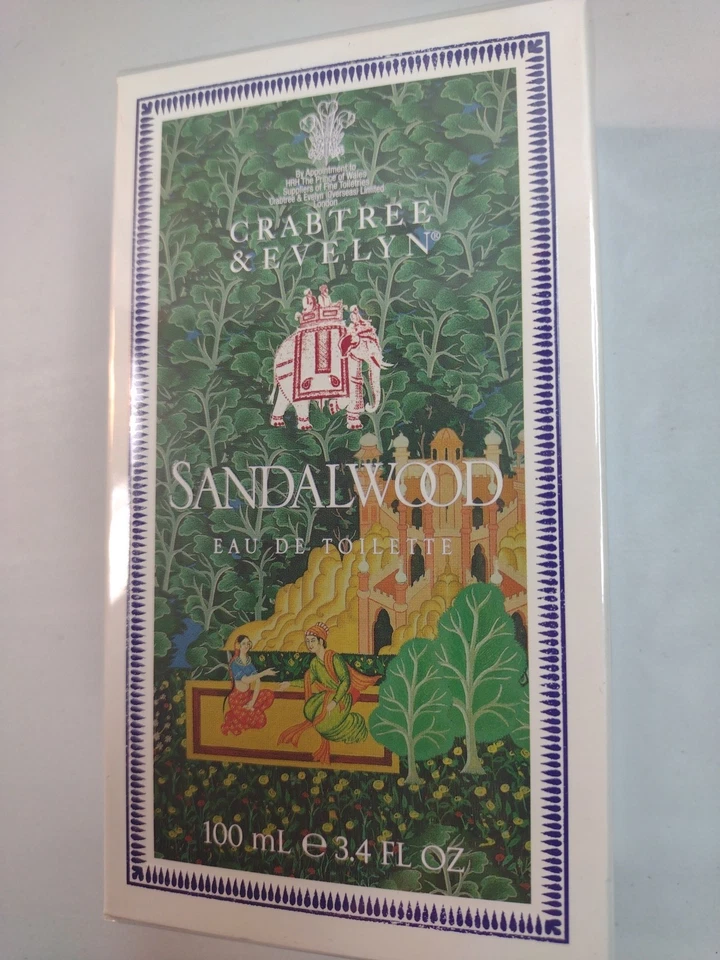 By Appointment to
HRH The Prince of Wales
Suppliers of Fine Toiletries
Crabtree & Evelyn (Overseas) Limited
London
CRABTREE
& EVELYN®
SANDALWOOD
EAU DE TOILETTE
100 mL e 3.4 FL OZ